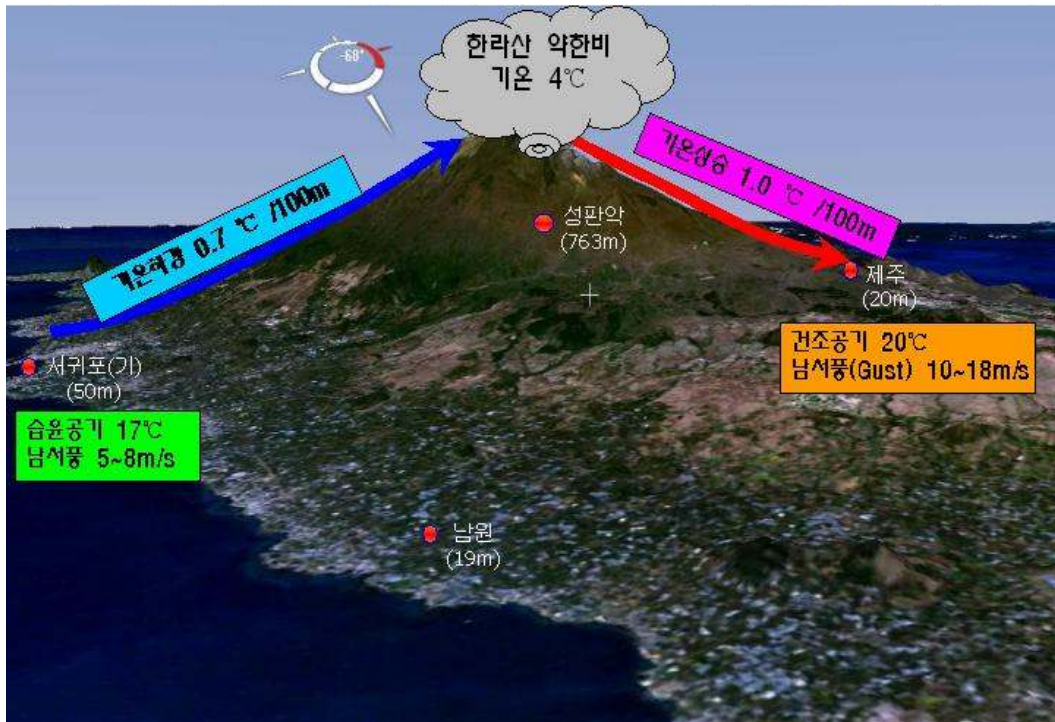 -68°
한라산 약한비
기온 4℃
기온하강 0.7 ℃ /100m
기온상승 1.0 ℃ /100m
성판악
(763m)
제주
(20m)
건조공기 20℃
남서풍(Gust) 10~18m/s
서귀포(기)
(50m)
습윤공기 17℃
남서풍 5~8m/s
남원
(19m)